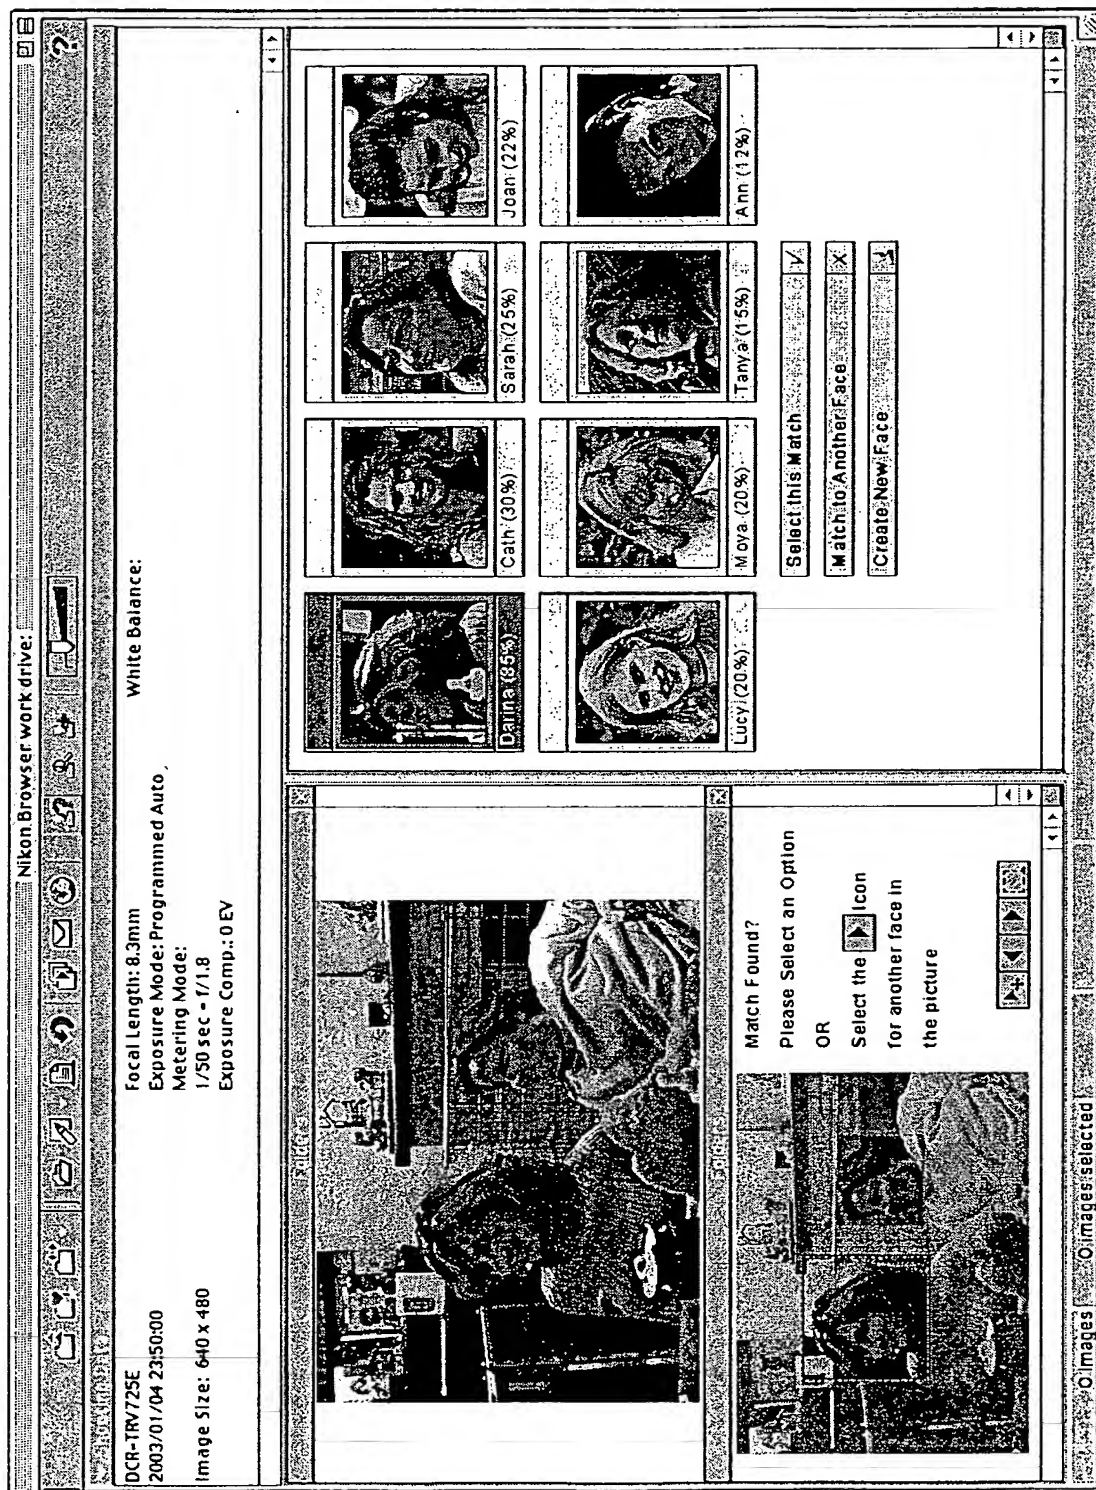 Nikon Browser work drive:
DCR-TRV725E
2003/01/04 23:50:00
Image Size: 640 x 480
Focal Length: 8.3mm
Exposure Mode: Programmed Auto
Metering Mode:
1/50 sec - f/1.8
Exposure Comp.: 0 EV
White Balance:
Darina (85%)
Cath (30%)
Sarah (25%)
Joan (22%)
Lucy (20%)
Moya (20%)
Tanya (15%)
Ann (12%)
Select this Match
Match to Another Face
Create New Face
Match Found?
Please Select an Option
OR
Select the Icon
for another face in
the picture
0 images
0 images selected